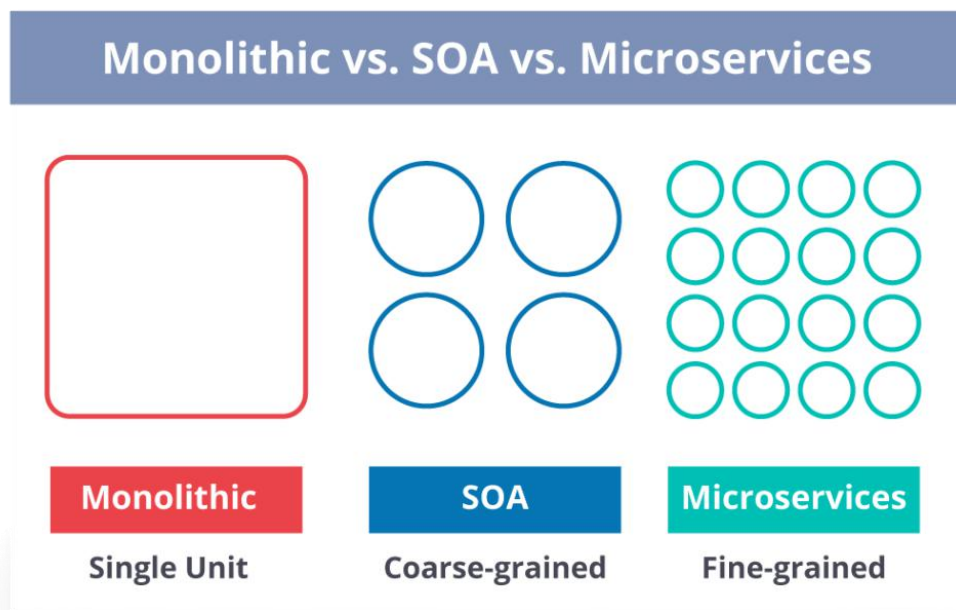 Monolithic vs. SOA vs. Microservices
Monolithic
SOA
Microservices
Single Unit
Coarse-grained
Fine-grained